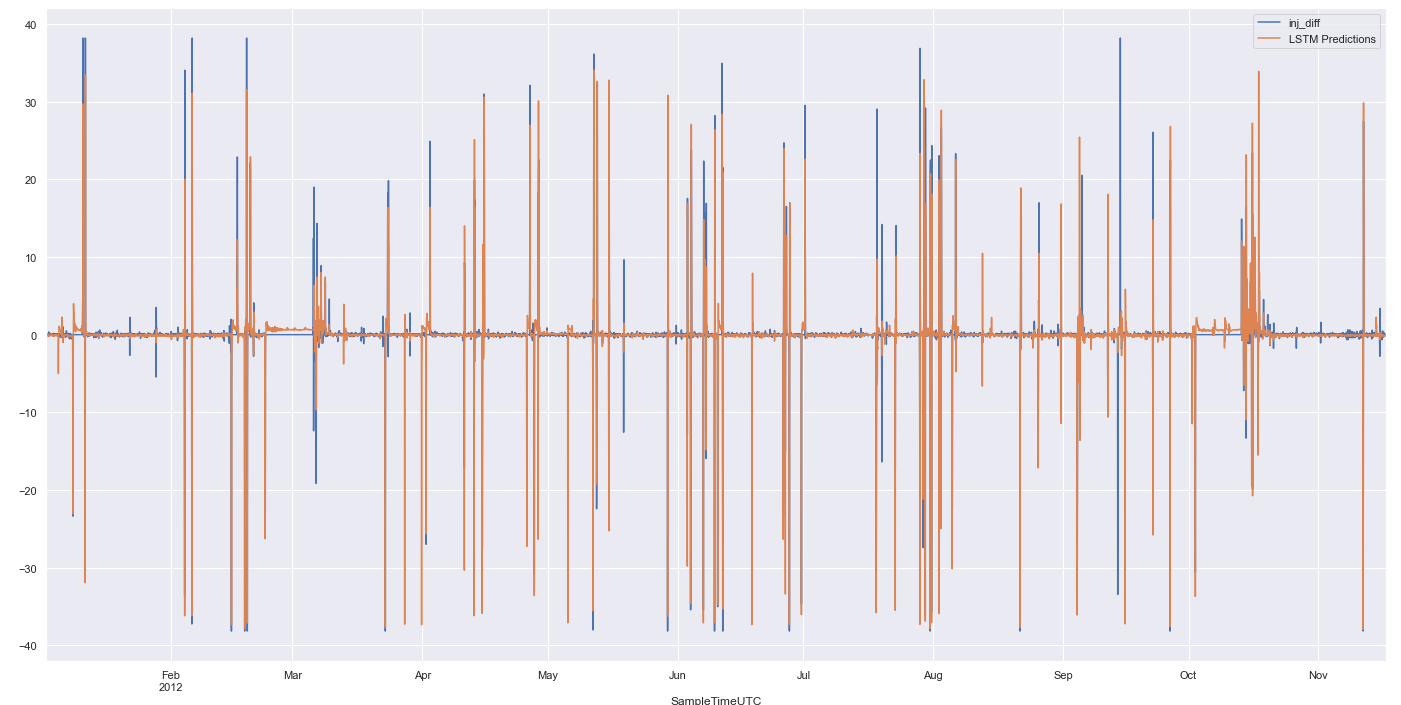 inj_diff
LSTM Predictions
40
30
20
10
0
−10
−20
−30
−40
Feb
2012
Mar
Apr
May
Jun
Jul
Aug
Sep
Oct
Nov
SampleTimeUTC